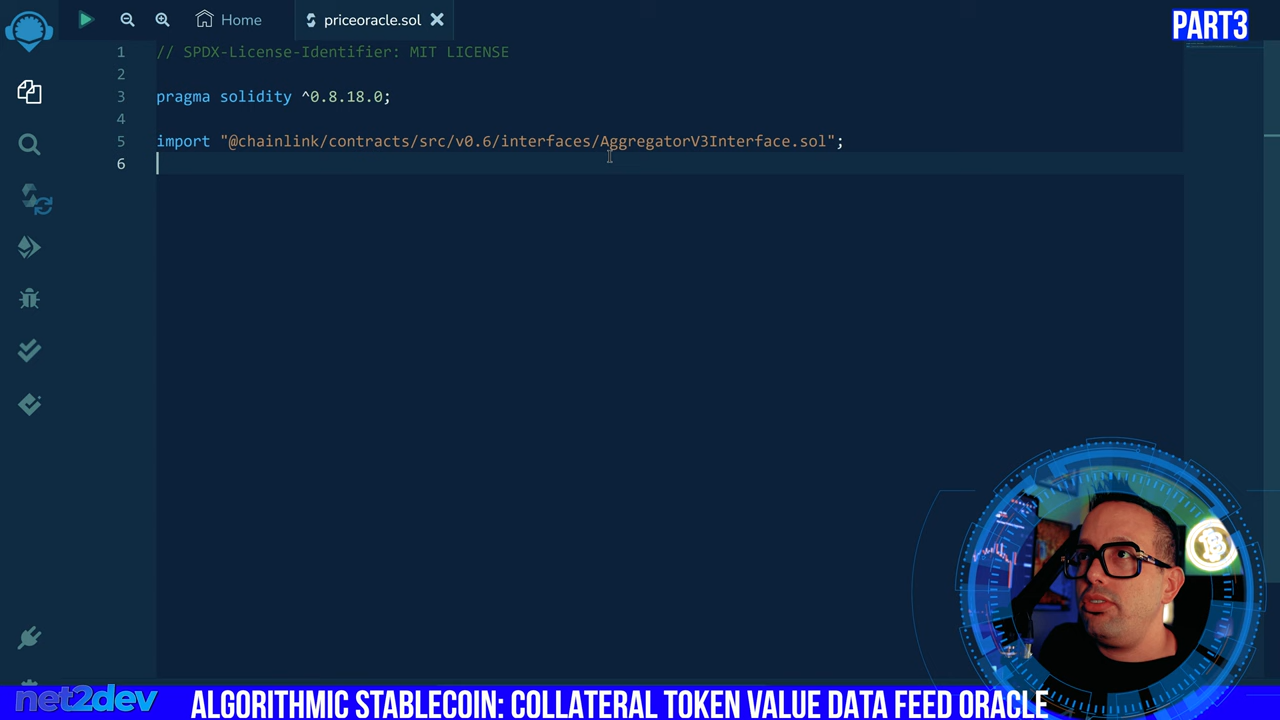 Home
priceoracle.sol
PART3
1 // SPDX-License-Identifier: MIT LICENSE
2
3 pragma solidity ^0.8.18.0;
4
5 import "@chainlink/contracts/src/v0.6/interfaces/AggregatorV3Interface.sol";
6
net2dev
ALGORITHMIC STABLECOIN: COLLATERAL TOKEN VALUE DATA FEED ORACLE